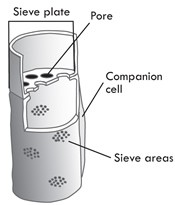 Sieve plate
Pore
Companion
cell
Sieve areas